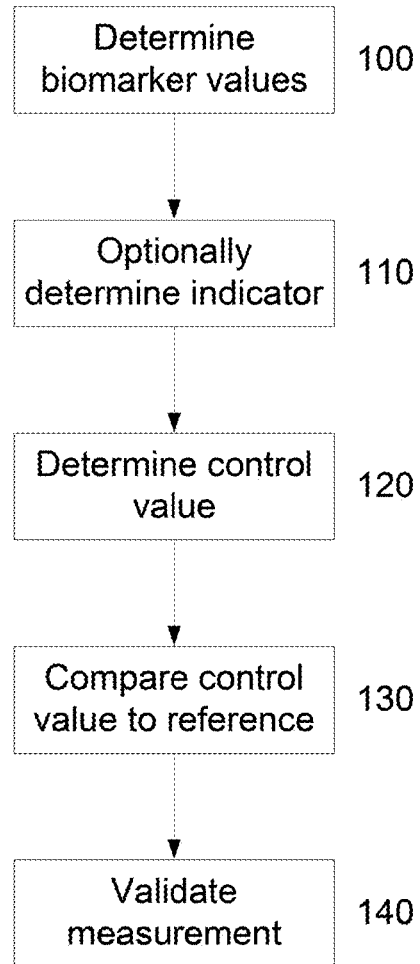 Determine
biomarker values
100
Optionally
determine indicator
110
Determine control
value
120
Compare control
value to reference
130
Validate
measurement
140